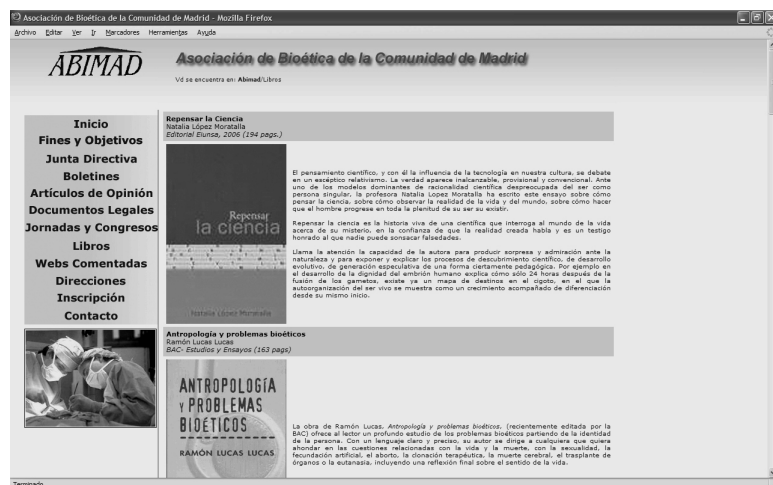 Asociación de Bioética de la Comunidad de Madrid - Mozilla Firefox
Archivo Editar Ver Ir Marcadores Herramientas Ayuda
ABIMAD
Asociación de Bioética de la Comunidad de Madrid
Vd se encuentra en: Abimad/Libros
Inicio
Fines y Objetivos
Junta Directiva
Boletines
Artículos de Opinión
Documentos Legales
Jornadas y Congresos
Libros
Webs Comentadas
Direcciones
Inscripción
Contacto
Repensar la Ciencia
Natalia López Moratalla
Editorial Eiunsa, 2006 (194 pags.)
Repensar
la ciencia
Natalia López Moratalla
El pensamiento científico, y con él la influencia de la tecnología en nuestra cultura, se debate
en un escéptico relativismo. La verdad aparece inalcanzable, provisional y convencional. Ante
uno de los modelos dominantes de racionalidad científica despreocupada del ser como
persona singular, la profesora Natalia Lopez Moratalla ha escrito este ensayo sobre cómo
pensar la ciencia, sobre cómo observar la realidad de la vida y del mundo, sobre cómo hacer
que el hombre progrese en toda la plenitud de su ser su existir.
Repensar la ciencia es la historia viva de una científica que interroga al mundo de la vida
acerca de su misterio, en la confianza de que la realidad creada habla y es un testigo
honrado al que nadie puede sonsacar falsedades.
Llama la atención la capacidad de la autora para producir sorpresa y admiración ante la
naturaleza y para exponer y explicar los procesos de descubrimiento científico, de desarrollo
evolutivo, de generación especulativa de una forma ciertamente pedagógica. Por ejemplo en
el desarrollo de la dignidad del embrión humano explica cómo sólo 24 horas después de la
fusión de los gametos, existe ya un mapa de destinos en el cigoto, en el que la
autoorganización del ser vivo se muestra como un crecimiento acompañado de diferenciación
desde su mismo inicio.
Antropología y problemas bioéticos
Ramón Lucas Lucas
BAC- Estudios y Ensayos (163 pags)
ANTROPOLOGÍA
Y PROBLEMAS
BIOÉTICOS
RAMÓN LUCAS LUCAS
La obra de Ramón Lucas, Antropología y problemas bioéticos, (recientemente editada por la
BAC) ofrece al lector un profundo estudio de los problemas bioéticos partiendo de la identidad
de la persona. Con un lenguaje claro y preciso, su autor se dirige a cualquiera que quiera
ahondar en las cuestiones relacionadas con la vida y la muerte, con la sexualidad, la
fecundación artificial, el aborto, la clonación terapéutica, la muerte cerebral, el trasplante de
órganos o la eutanasia, incluyendo una reflexión final sobre el sentido de la vida.
Terminado